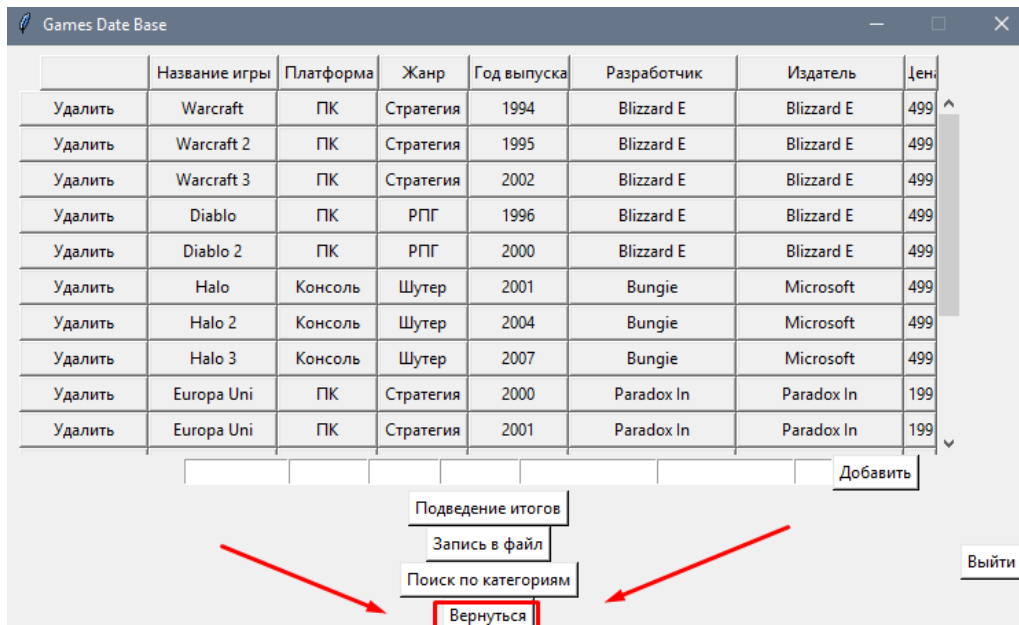 Games Date Base
Название игры Платформа Жанр Год выпуска Разработчик Издатель Цена
Удалить Warcraft ПК Стратегия 1994 Blizzard E Blizzard E 499
Удалить Warcraft 2 ПК Стратегия 1995 Blizzard E Blizzard E 499
Удалить Warcraft 3 ПК Стратегия 2002 Blizzard E Blizzard E 499
Удалить Diablo ПК РПГ 1996 Blizzard E Blizzard E 499
Удалить Diablo 2 ПК РПГ 2000 Blizzard E Blizzard E 499
Удалить Halo Консоль Шутер 2001 Bungie Microsoft 499
Удалить Halo 2 Консоль Шутер 2004 Bungie Microsoft 499
Удалить Halo 3 Консоль Шутер 2007 Bungie Microsoft 499
Удалить Europa Uni ПК Стратегия 2000 Paradox In Paradox In 199
Удалить Europa Uni ПК Стратегия 2001 Paradox In Paradox In 199
Добавить
Подведение итогов
Запись в файл
Выйти
Поиск по категориям
Вернуться